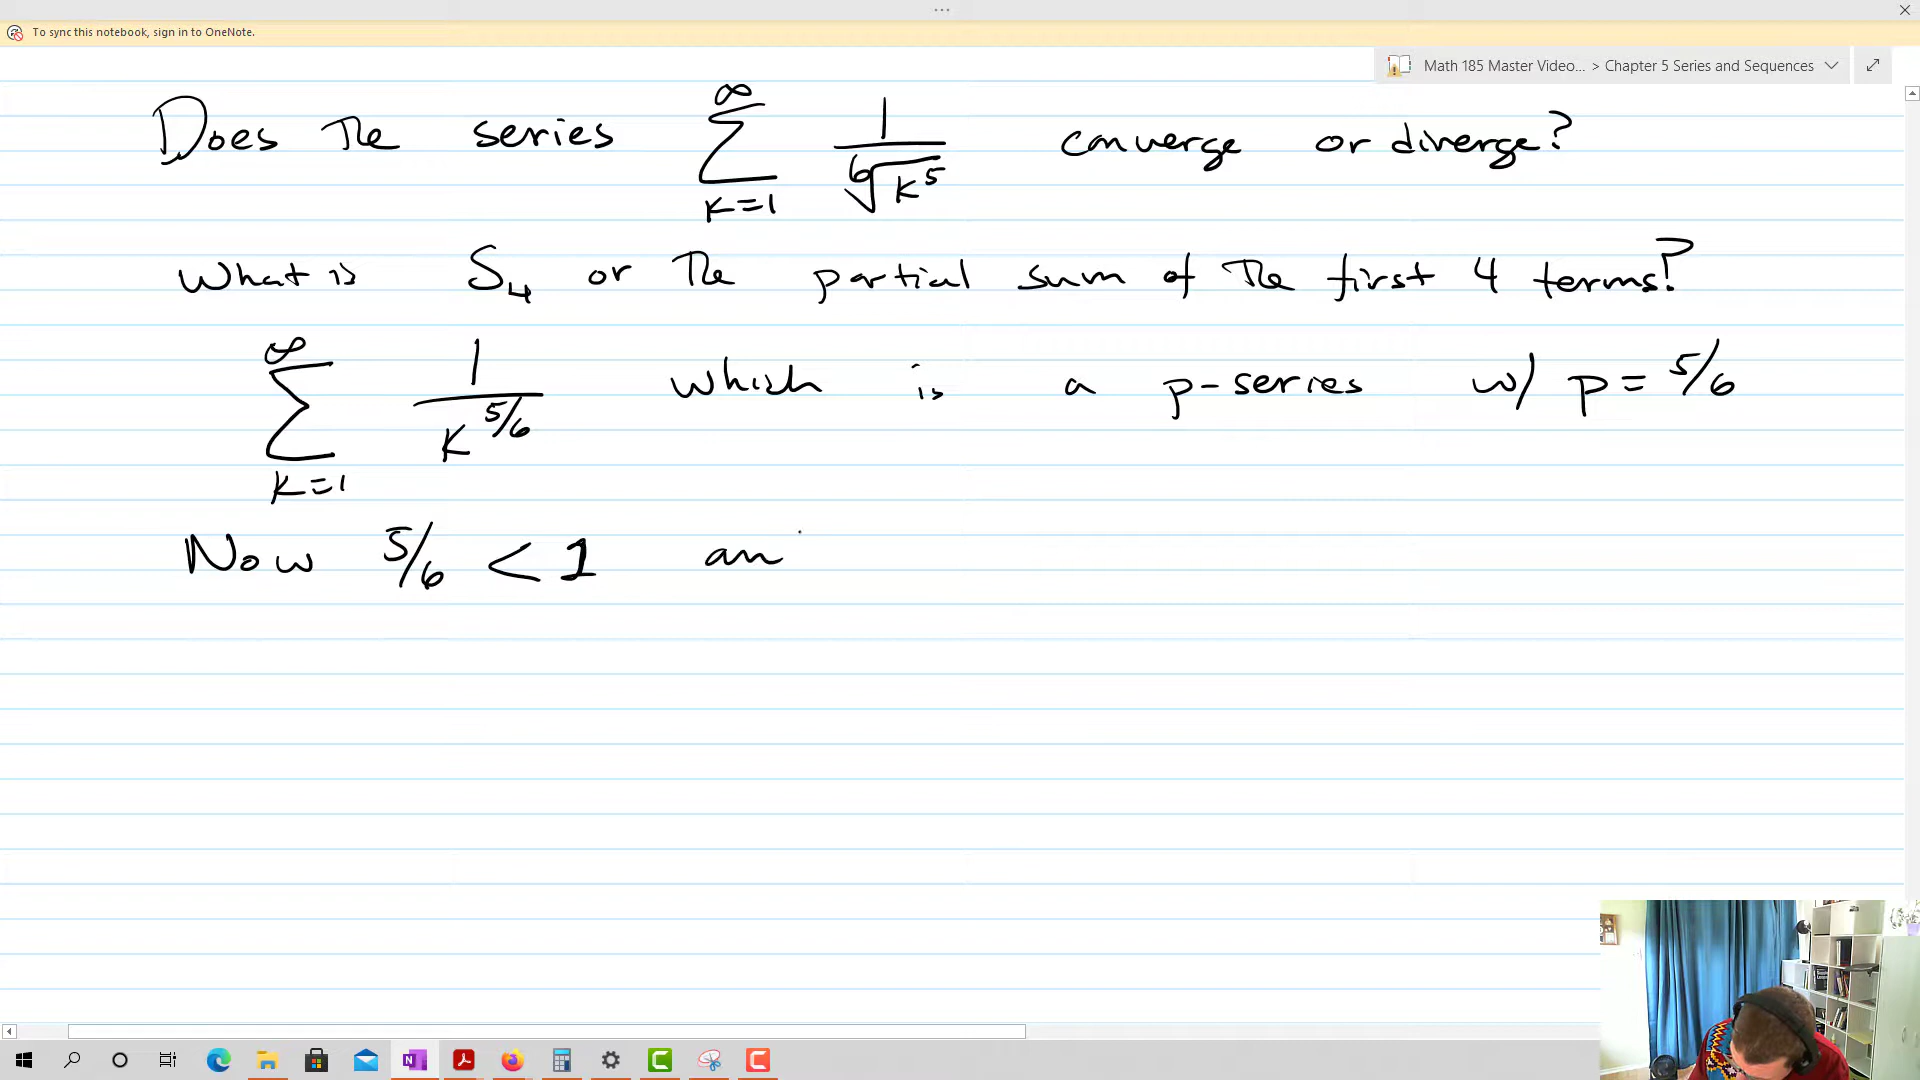 To sync this notebook, sign in to OneNote.
Math 185 Master Video... > Chapter 5 Series and Sequences
Does the series ∞ ∑ k=1 1/⁶√k⁵ converge or diverge?
What is S₄ or the partial sum of the first 4 terms?
∞ ∑ k=1 1/k^5/6 which is a p-series w/ p = 5/6
Now 5/6 < 1 an